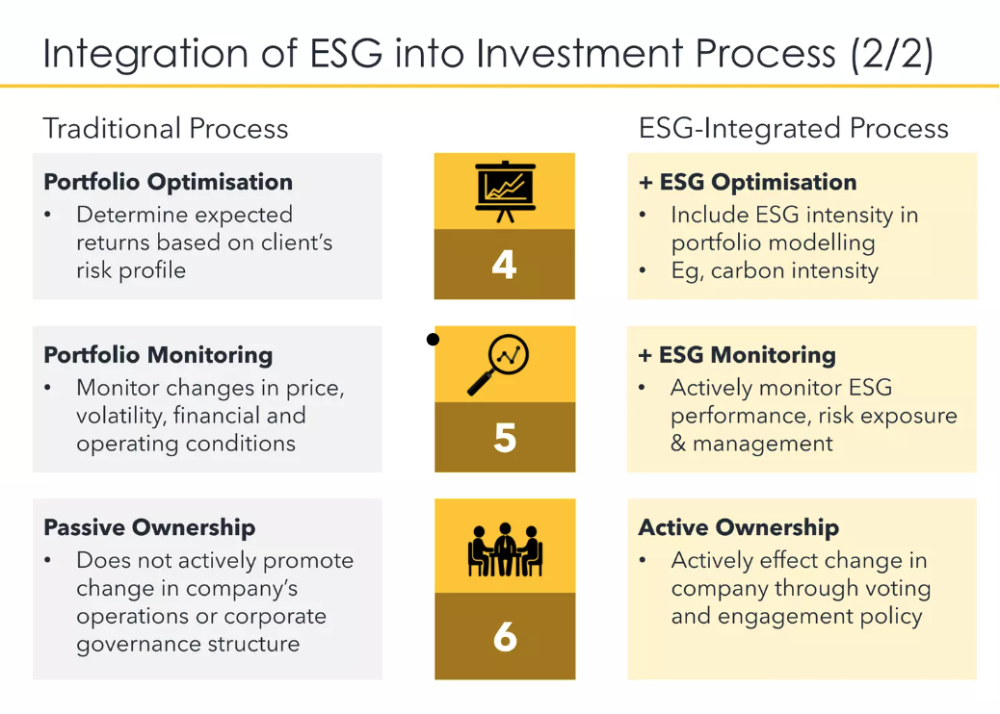 Integration of ESG into Investment Process (2/2)
Traditional Process
ESG-Integrated Process
Portfolio Optimisation
• Determine expected
returns based on client's
risk profile
4
+ ESG Optimisation
• Include ESG intensity in
portfolio modelling
• Eg, carbon intensity
Portfolio Monitoring
• Monitor changes in price,
volatility, financial and
operating conditions
5
+ ESG Monitoring
• Actively monitor ESG
performance, risk exposure
& management
Passive Ownership
• Does not actively promote
change in company's
operations or corporate
governance structure
6
Active Ownership
• Actively effect change in
company through voting
and engagement policy